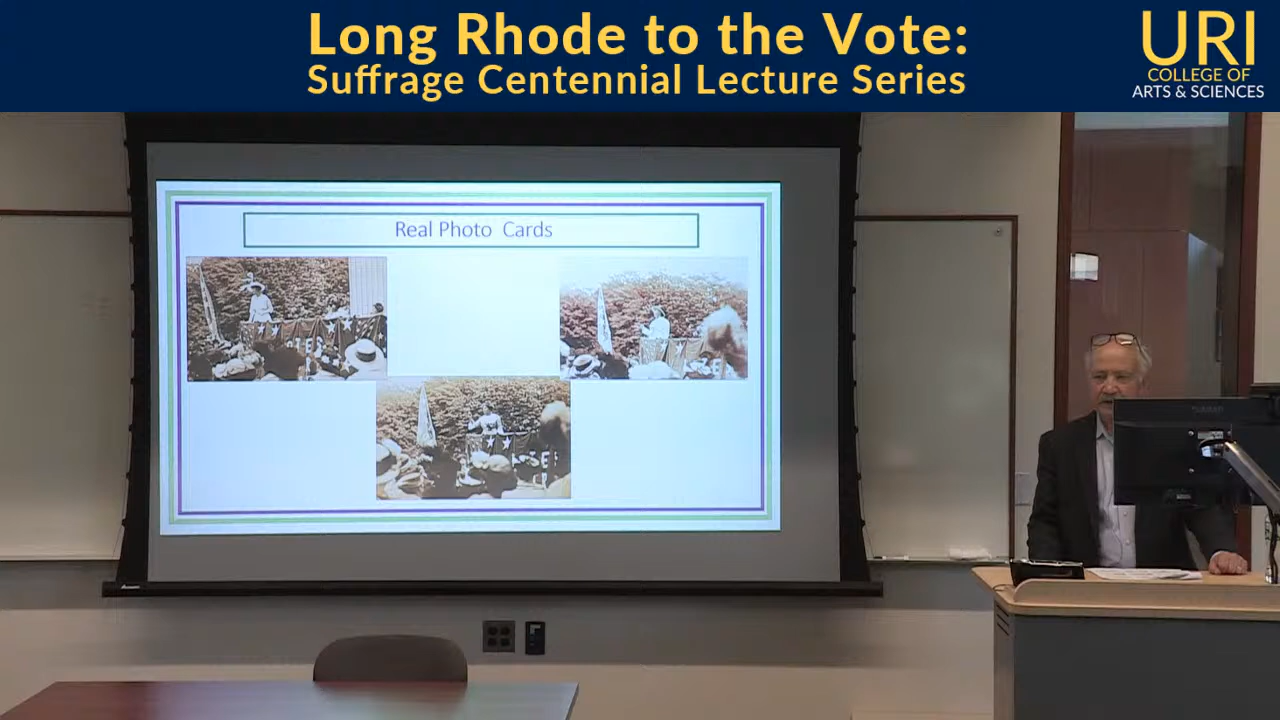 Long Rhode to the Vote:
Suffrage Centennial Lecture Series
URI
COLLEGE OF
ARTS & SCIENCES
Real Photo Cards